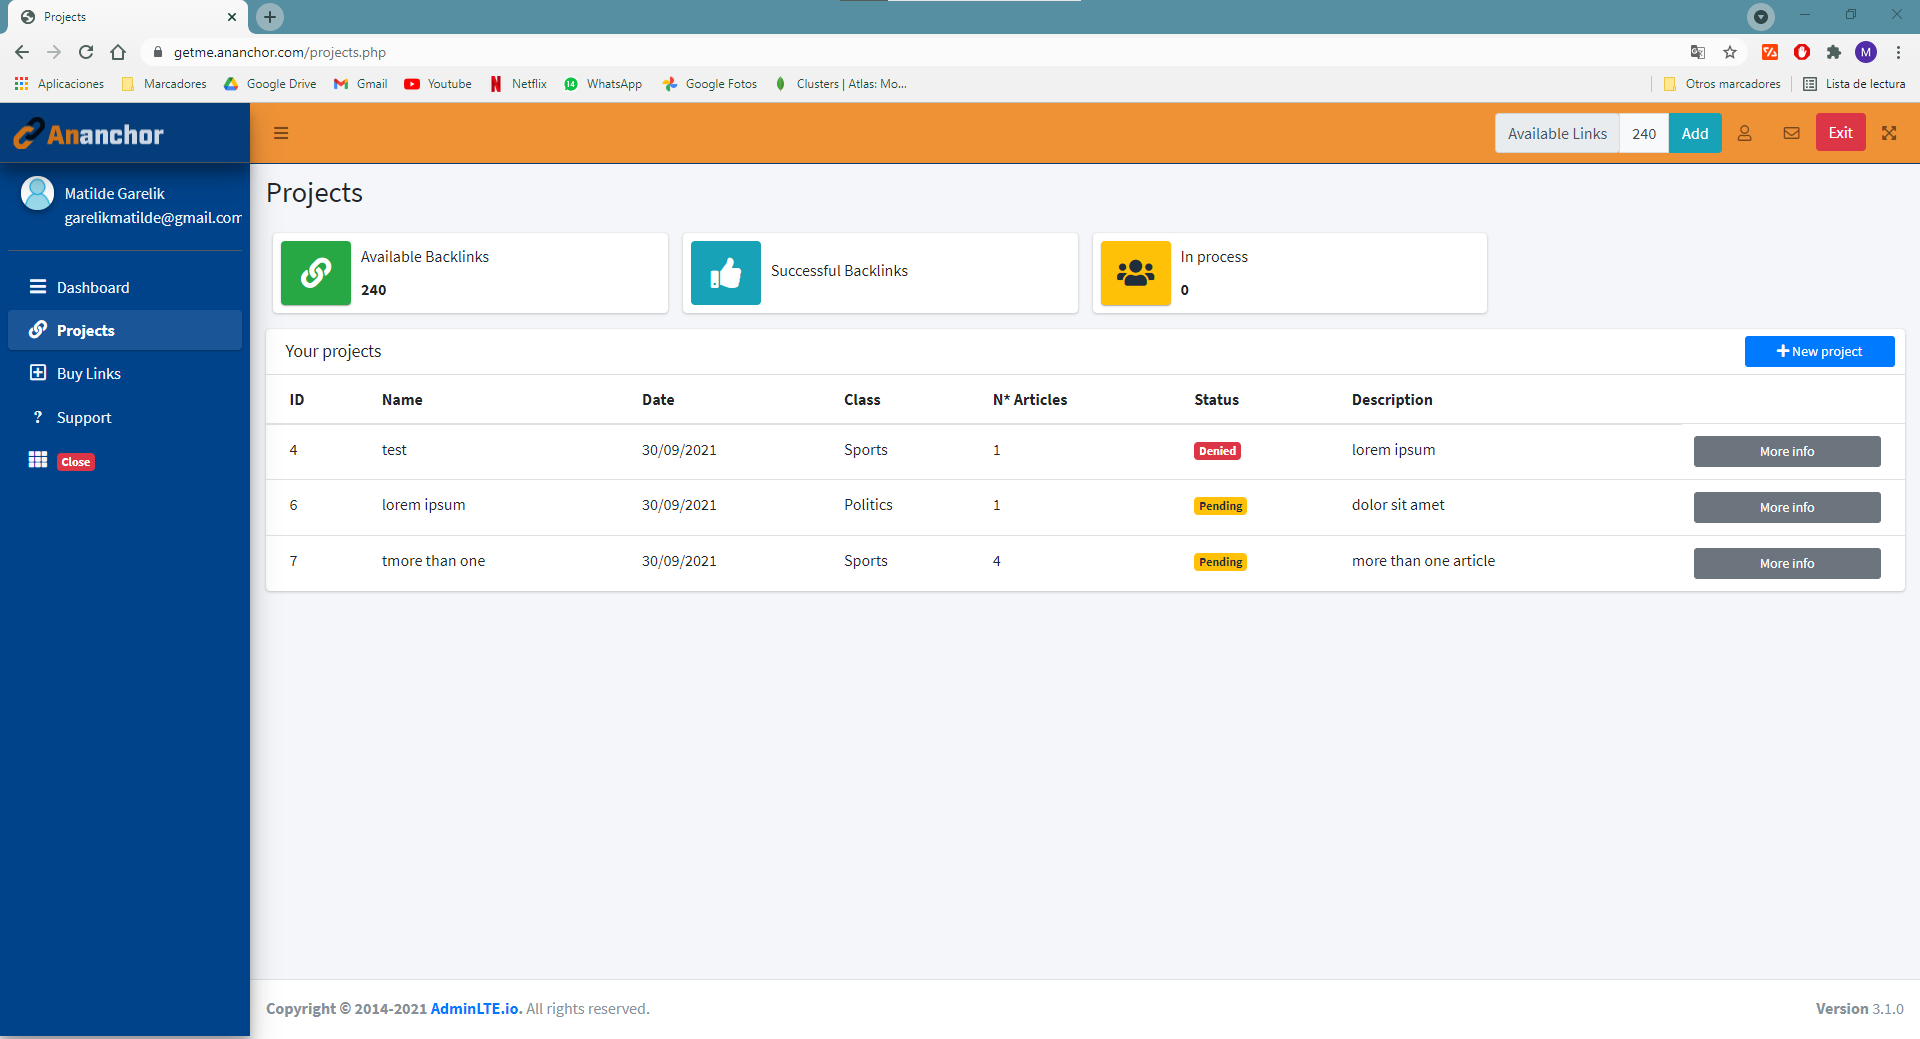 Projects
getme.ananchor.com/projects.php
Aplicaciones Marcadores Google Drive Gmail Youtube Netflix WhatsApp Google Fotos Clusters | Atlas: Mo... Otros marcadores Lista de lectura
Ananchor
Available Links 240 Add Exit
Matilde Garelik
garelikmatilde@gmail.com
Dashboard
Projects
Buy Links
Support
Close
Projects
Available Backlinks
240
Successful Backlinks
In process
0
Your projects
New project
ID Name Date Class N* Articles Status Description
4 test 30/09/2021 Sports 1 Denied lorem ipsum More info
6 lorem ipsum 30/09/2021 Politics 1 Pending dolor sit amet More info
7 tmore than one 30/09/2021 Sports 4 Pending more than one article More info
Copyright © 2014-2021 AdminLTE.io. All rights reserved.
Version 3.1.0